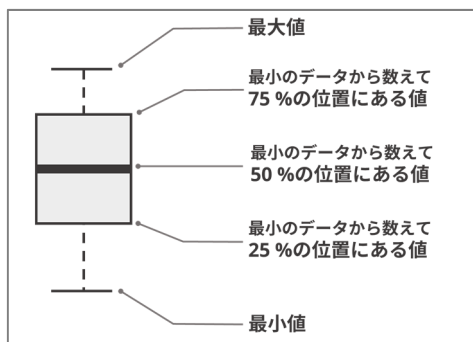 最大値
最小のデータから数えて
75 %の位置にある値
最小のデータから数えて
50 %の位置にある値
最小のデータから数えて
25 %の位置にある値
最小値